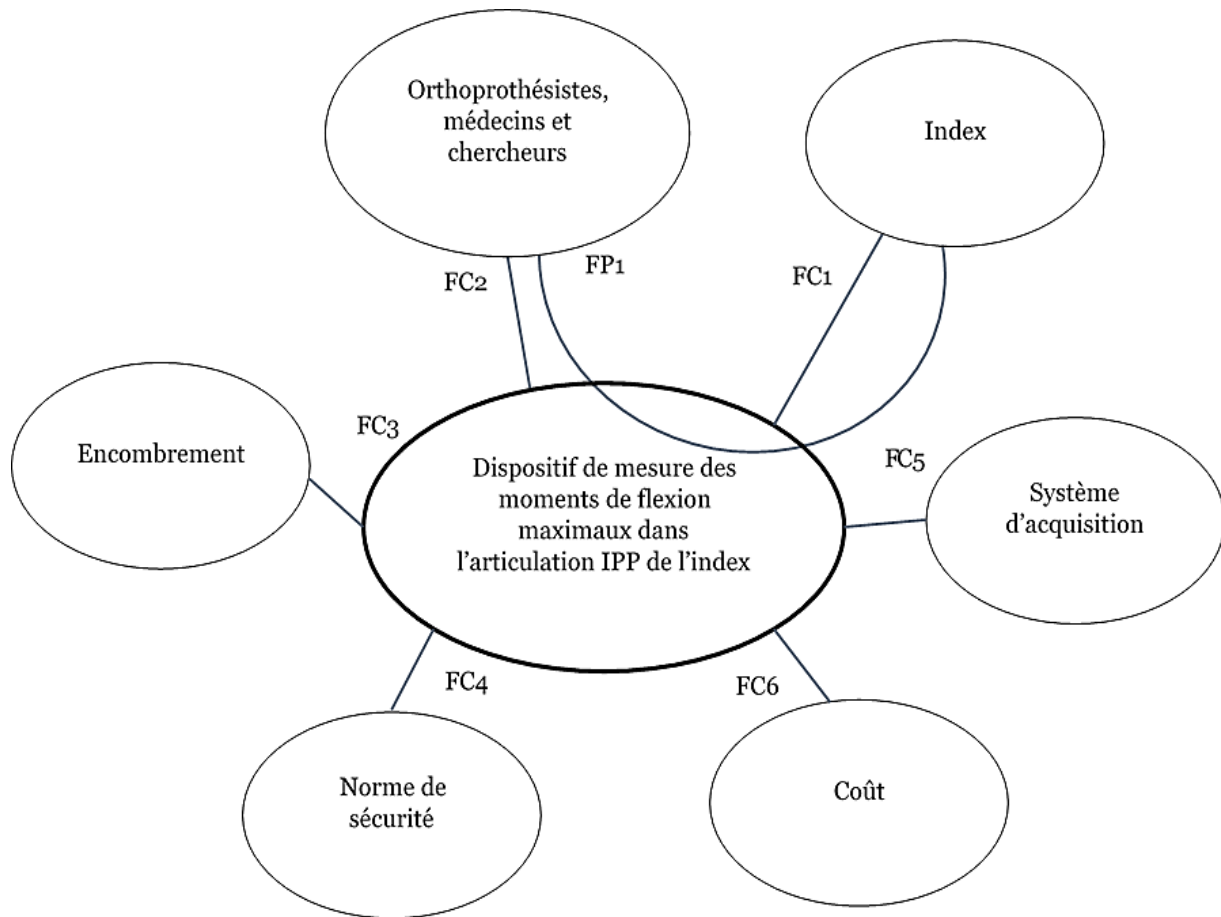 Orthoprothésistes,
médecins et
chercheurs
Index
FC2
FP1
FC1
Encombrement
FC3
Dispositif de mesure des
moments de flexion
maximaux dans
l'articulation IPP de l'index
FC5
Système
d'acquisition
FC4
FC6
Norme de
sécurité
Coût